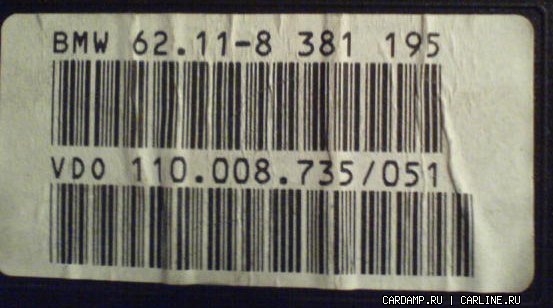 BMW 62.11-8 381 195
VDO 110.008.735/051
CARDAMP.RU | CARLINE.RU